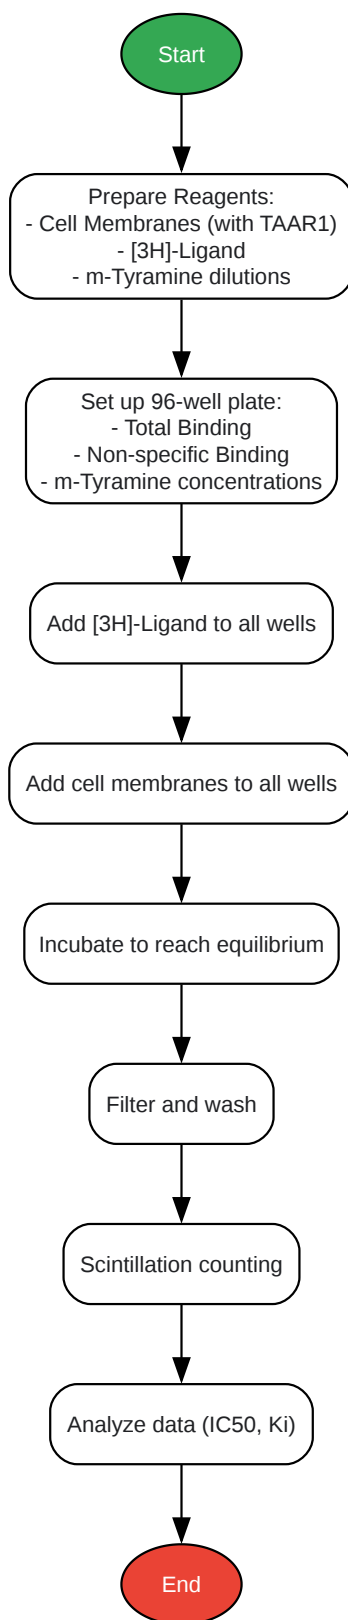 Start
Prepare Reagents:
- Cell Membranes (with TAAR1)
- [3H]-Ligand
- m-Tyramine dilutions
Set up 96-well plate:
- Total Binding
- Non-specific Binding
- m-Tyramine concentrations
Add [3H]-Ligand to all wells
Add cell membranes to all wells
Incubate to reach equilibrium
Filter and wash
Scintillation counting
Analyze data (IC50, Ki)
End